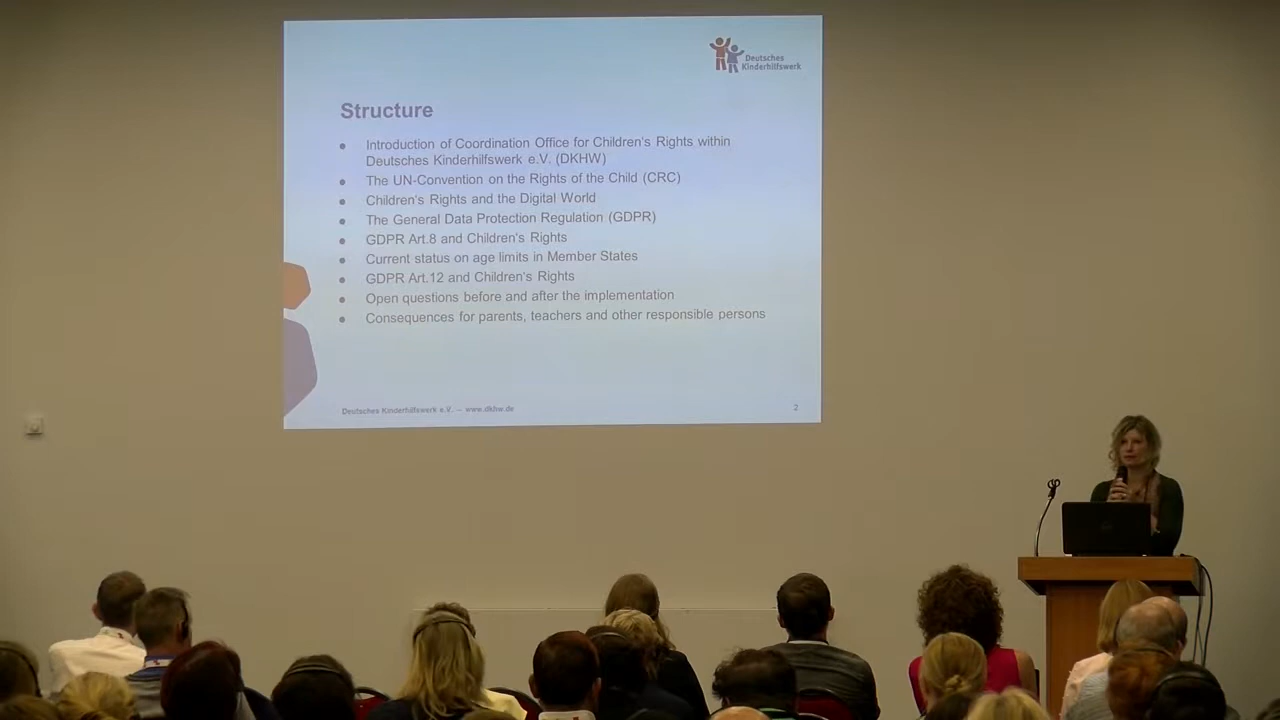 Deutsches
Kinderhilfswerk
Structure
Introduction of Coordination Office for Children's Rights within
Deutsches Kinderhilfswerk e.V. (DKHW)
The UN-Convention on the Rights of the Child (CRC)
Children's Rights and the Digital World
The General Data Protection Regulation (GDPR)
GDPR Art.8 and Children's Rights
Current status on age limits in Member States
GDPR Art.12 and Children's Rights
Open questions before and after the implementation
Consequences for parents, teachers and other responsible persons
Deutsches Kinderhilfswerk e.V. – www.dkhw.de
2